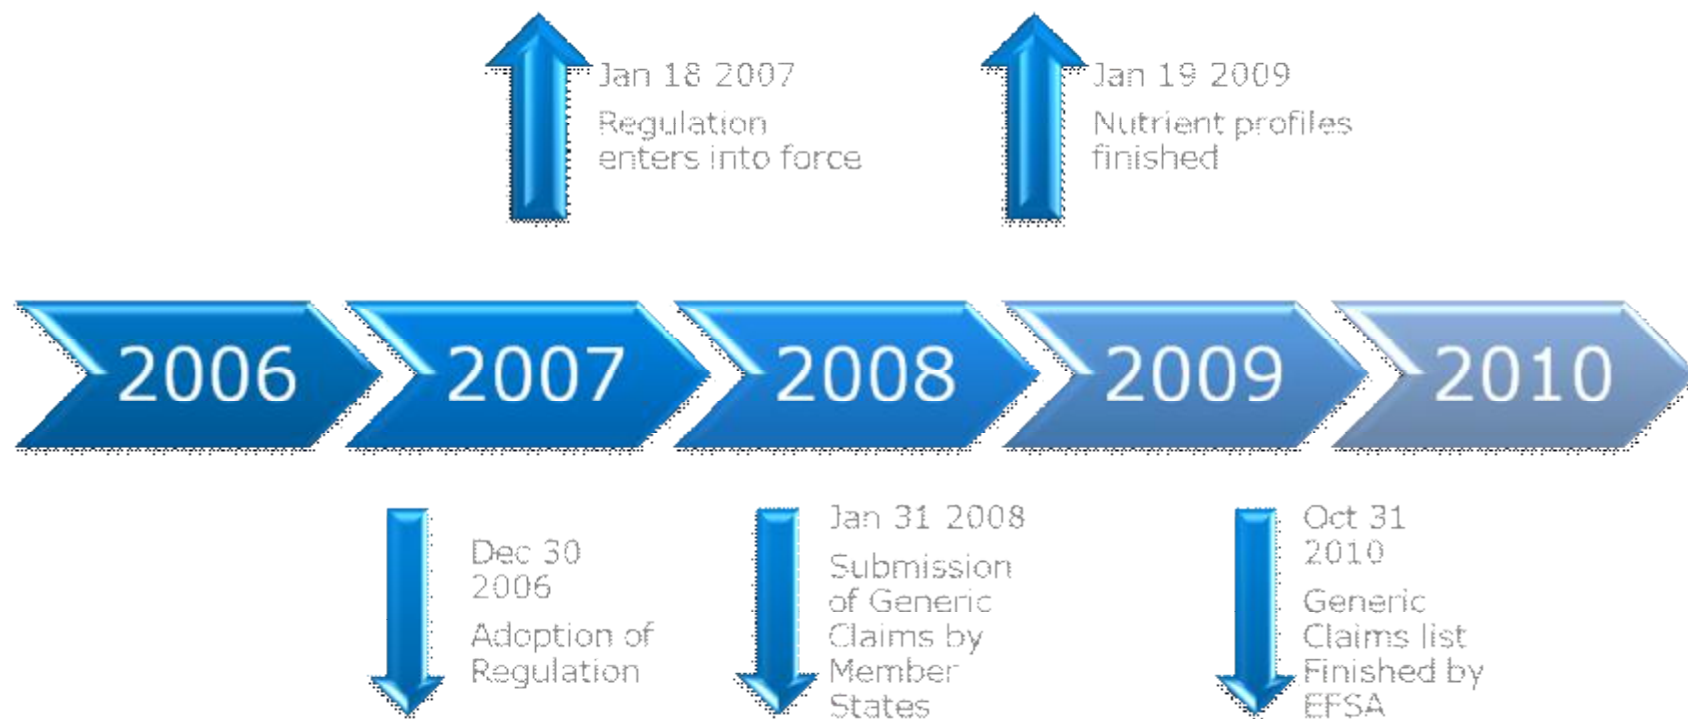 Jan 18 2007
Regulation
enters into force
Jan 19 2009
Nutrient profiles
finished
2006
2007
2008
2009
2010
Dec 30
2006
Adoption of
Regulation
Jan 31 2008
Submission
of Generic
Claims by
Member
States
Oct 31
2010
Generic
Claims list
Finished by
EFSA